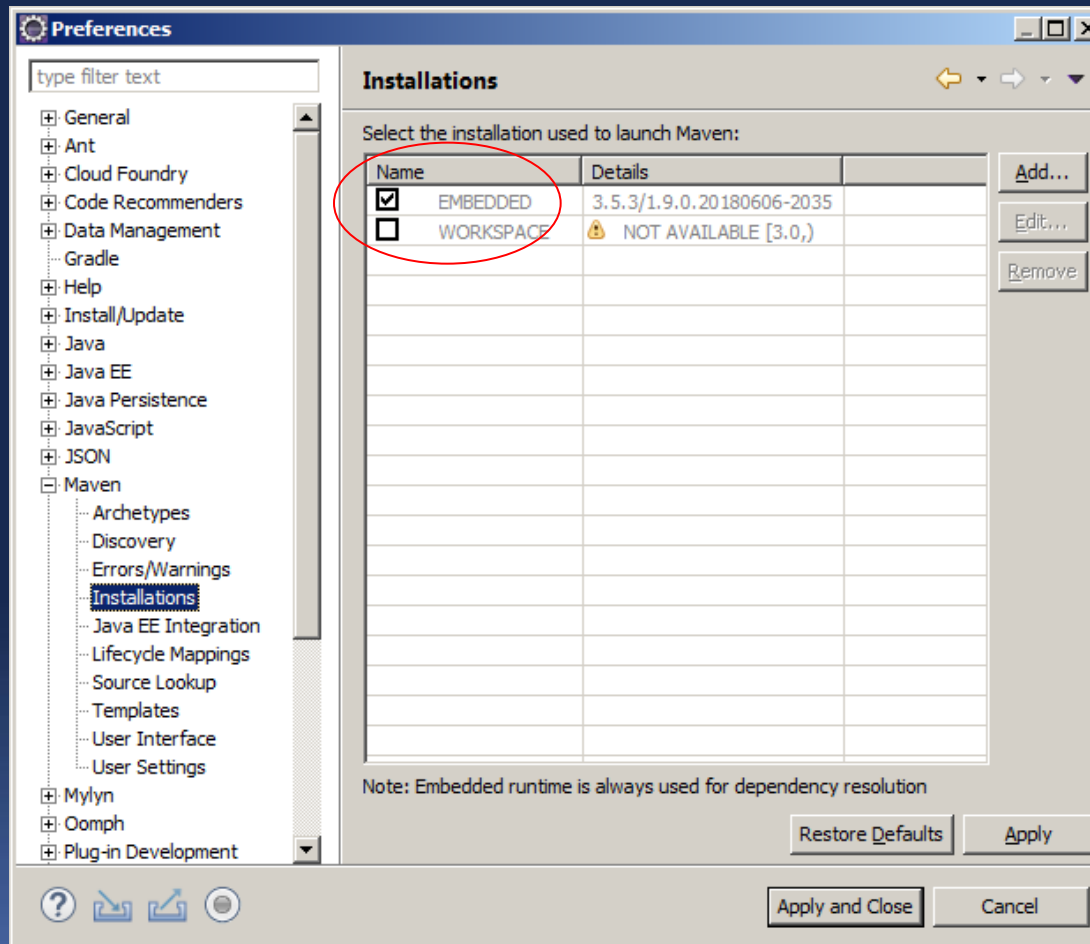 Preferences
type filter text
General
Ant
Cloud Foundry
Code Recommenders
Data Management
Gradle
Help
Install/Update
Java
Java EE
Java Persistence
JavaScript
JSON
Maven
Archetypes
Discovery
Errors/Warnings
Installations
Java EE Integration
Lifecycle Mappings
Source Lookup
Templates
User Interface
User Settings
Mylyn
Oomph
Plug-in Development
Installations
Select the installation used to launch Maven:
Name Details
EMBEDDED 3.5.3/1.9.0.20180606-2035
WORKSPACE NOT AVAILABLE [3.0,)
Add...
Edit...
Remove
Note: Embedded runtime is always used for dependency resolution
Restore Defaults Apply
Apply and Close Cancel